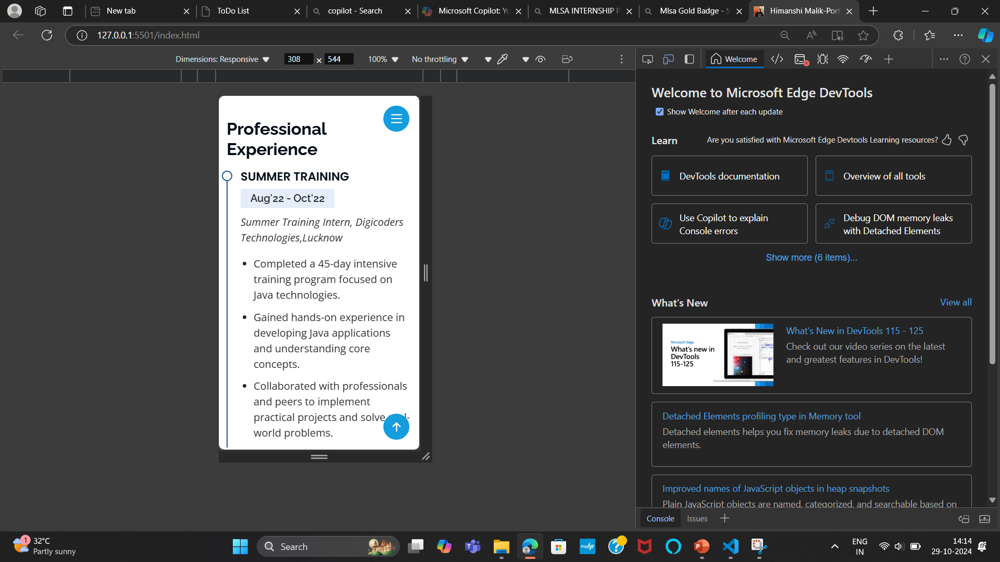 New tab
ToDo List
copilot - Search
Microsoft Copilot: Yo
MLSA INTERNSHIP P
Mlsa Gold Badge - S
Himanshi Malik-Port
127.0.0.1:5501/index.html
Dimensions: Responsive
308 × 544
100%
No throttling
Welcome
Professional
Experience
SUMMER TRAINING
Aug'22 - Oct'22
Summer Training Intern, Digicoders
Technologies,Lucknow
Completed a 45-day intensive
training program focused on
Java technologies.
Gained hands-on experience in
developing Java applications
and understanding core
concepts.
Collaborated with professionals
and peers to implement
practical projects and solve
world problems.
Welcome to Microsoft Edge DevTools
Show Welcome after each update
Learn
Are you satisfied with Microsoft Edge Devtools Learning resources?
DevTools documentation
Overview of all tools
Use Copilot to explain
Console errors
Debug DOM memory leaks
with Detached Elements
Show more (6 items)...
What's New
View all
Microsoft Edge
What's new in
DevTools
115-125
What's New in DevTools 115 - 125
Check out our video series on the latest
and greatest features in DevTools!
Detached Elements profiling type in Memory tool
Detached elements helps you fix memory leaks due to detached DOM
elements.
Improved names of JavaScript objects in heap snapshots
Plain JavaScript objects are named, categorized, and searchable based on
Console
Issues
1
32°C
Partly sunny
Search
myhp
ENG
IN
14:14
29-10-2024